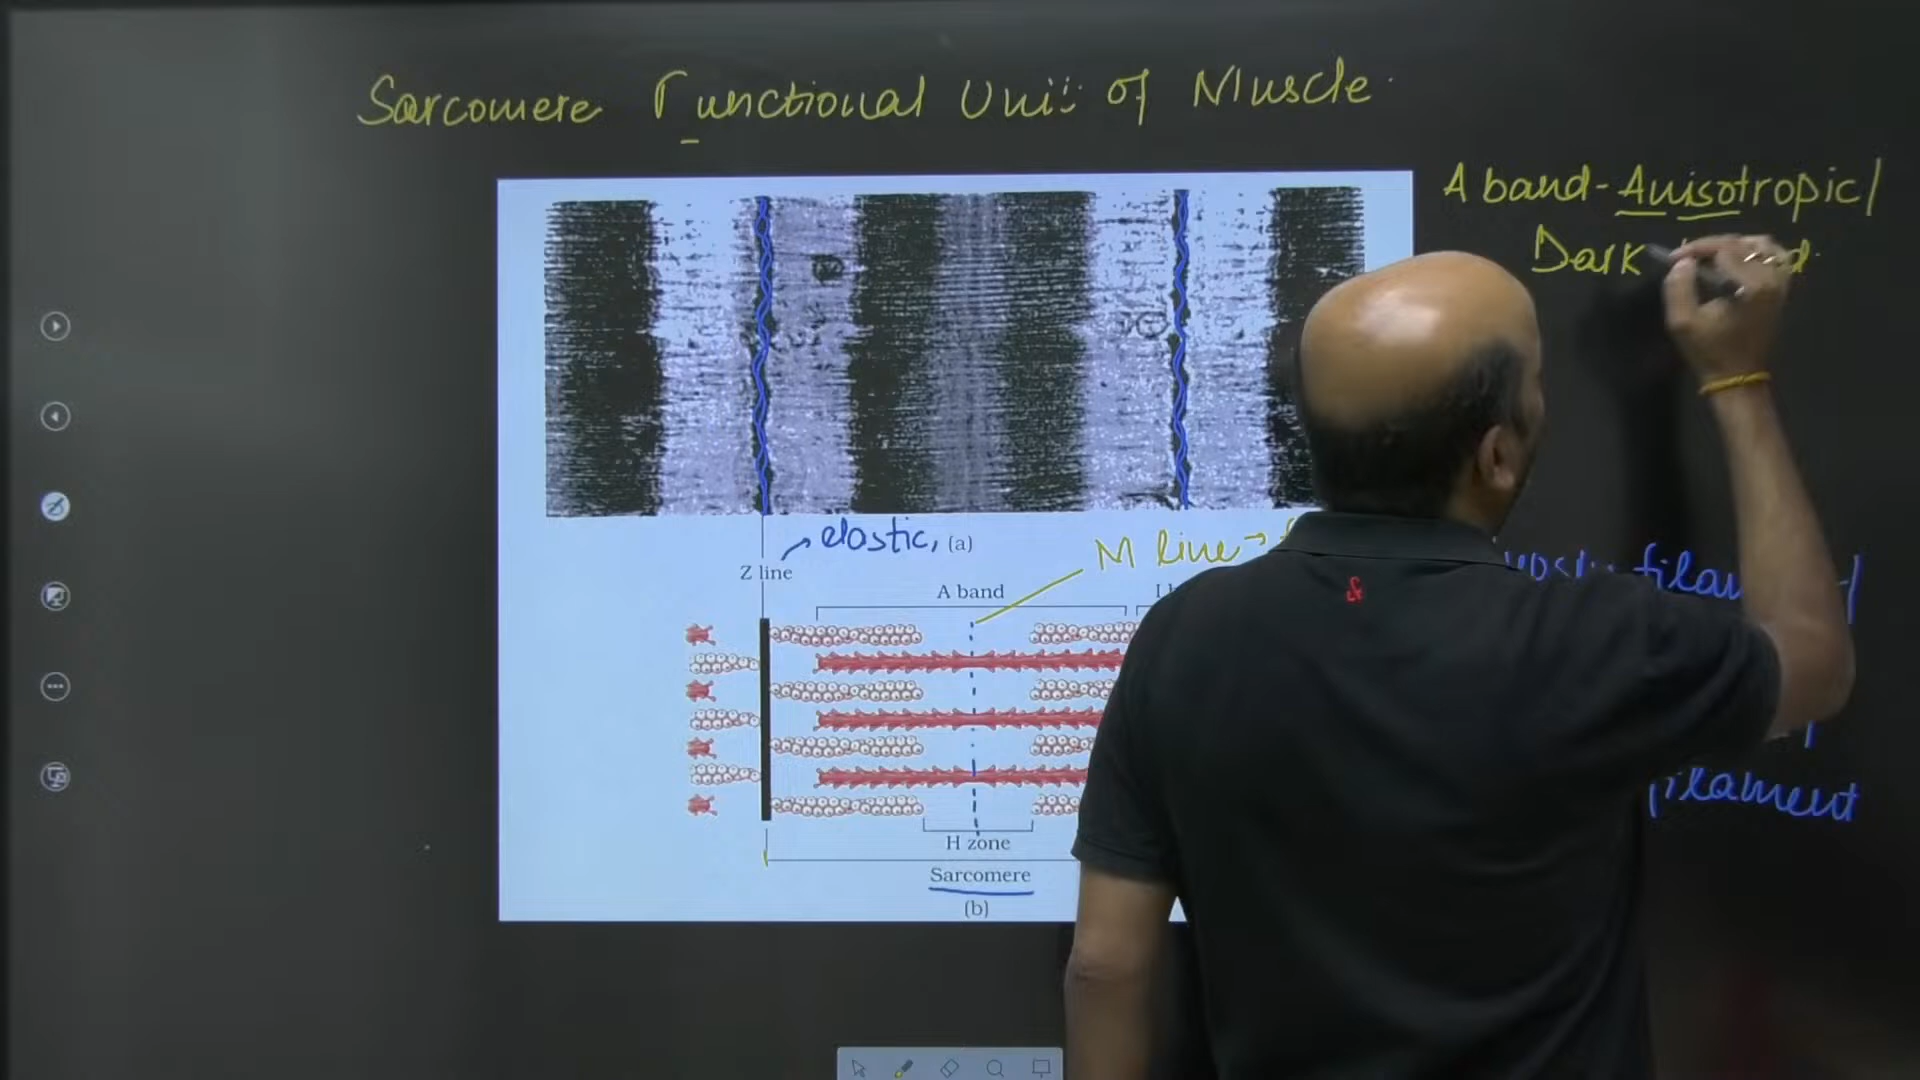 Sarcomere Functional Unit of Muscle.
A band - Anisotropic /
Dark
elastic, (a)
M line →
Z line
A band
filament
H zone
Sarcomere
(b)